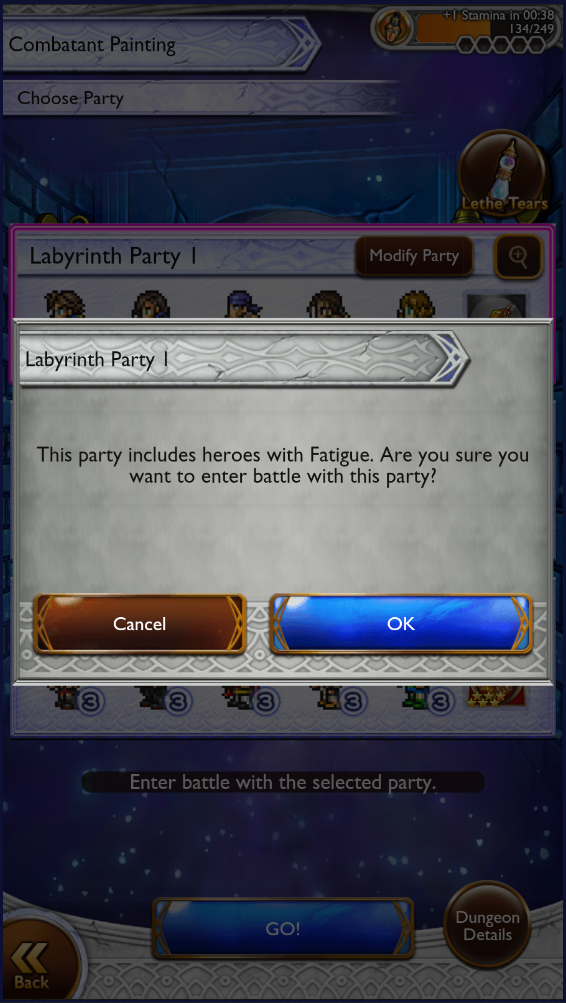 +1 Stamina in 00:38
134/249
Combatant Painting
Choose Party
Lethe Tears
Labyrinth Party 1
Modify Party
Labyrinth Party 1
This party includes heroes with Fatigue. Are you sure you
want to enter battle with this party?
Cancel
OK
3 3 3 3 3
Enter battle with the selected party.
GO!
Dungeon
Details
Back